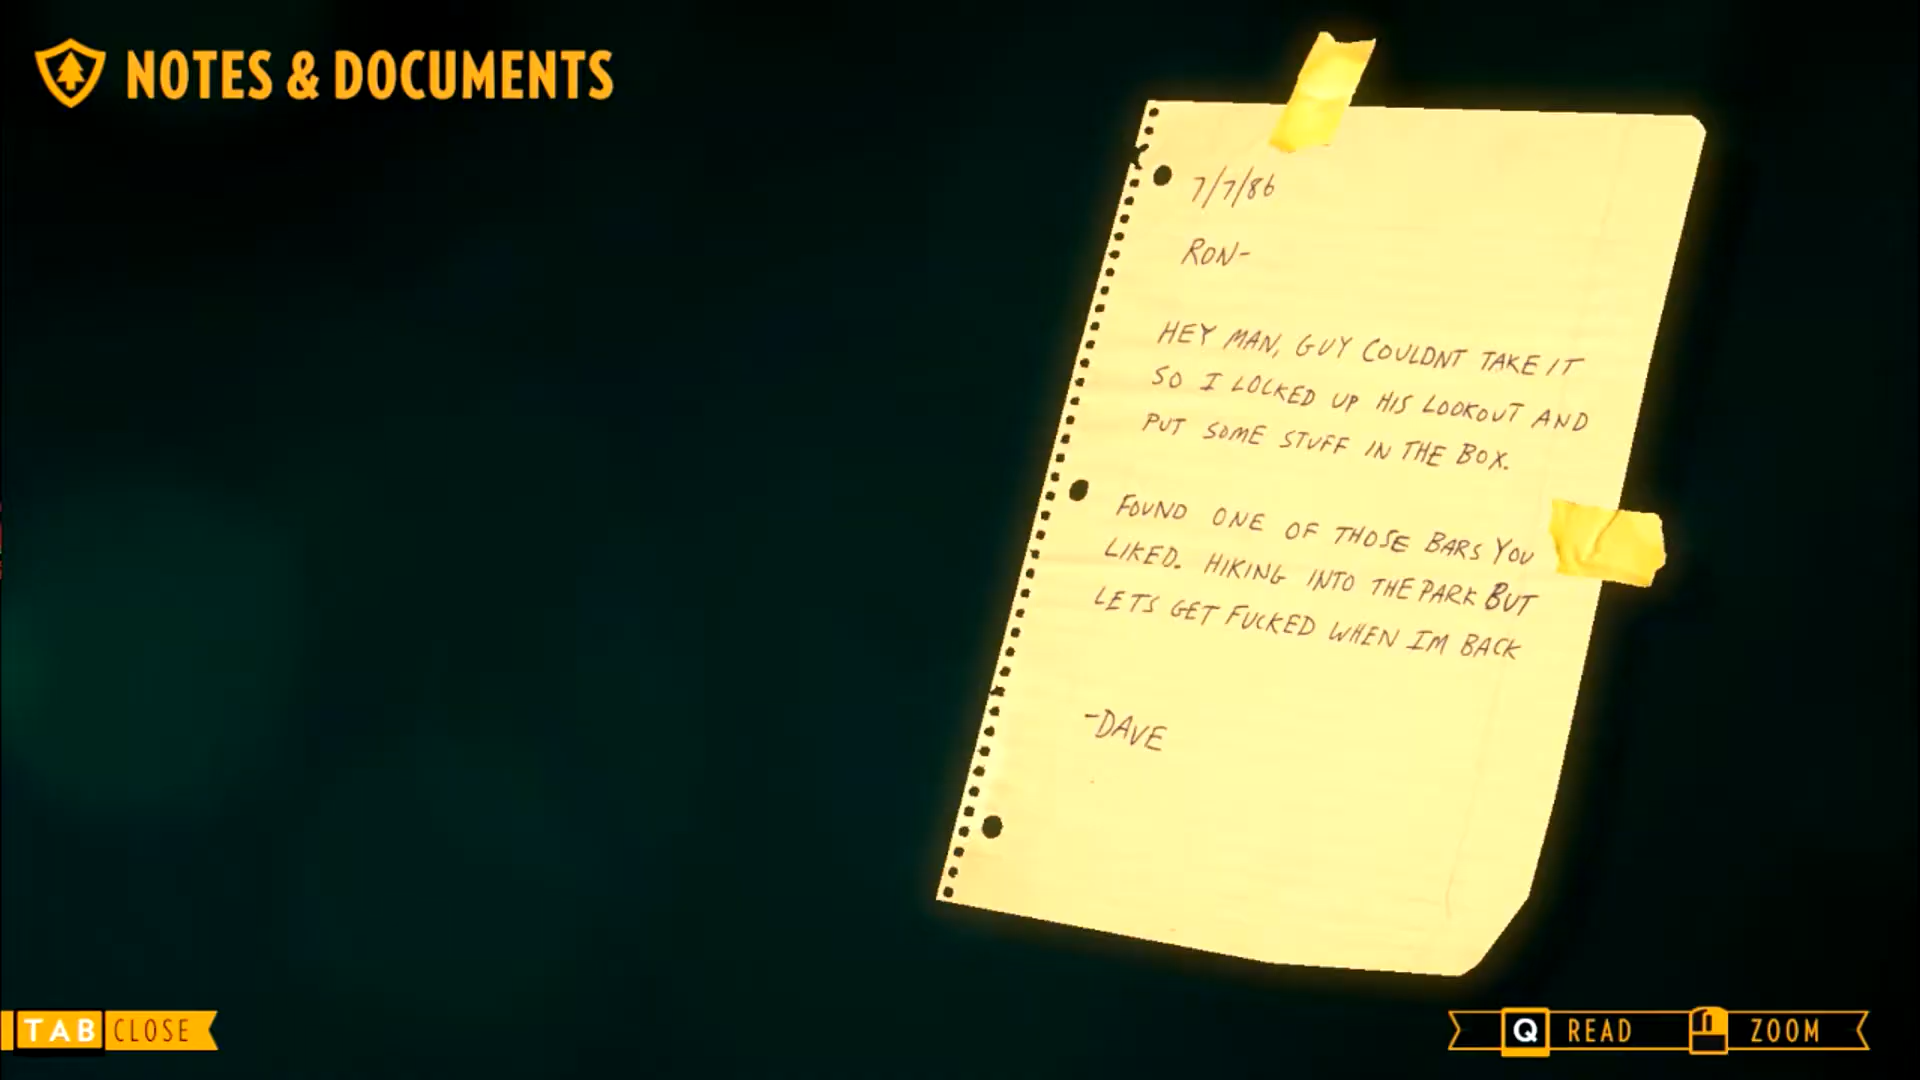 NOTES & DOCUMENTS
7/7/86
RON-
HEY MAN, GUY COULDNT TAKE IT
SO I LOCKED UP HIS LOOKOUT AND
PUT SOME STUFF IN THE BOX.
FOUND ONE OF THOSE BARS YOU
LIKED. HIKING INTO THE PARK BUT
LETS GET FUCKED WHEN IM BACK
-DAVE
TAB CLOSE
Q READ ZOOM